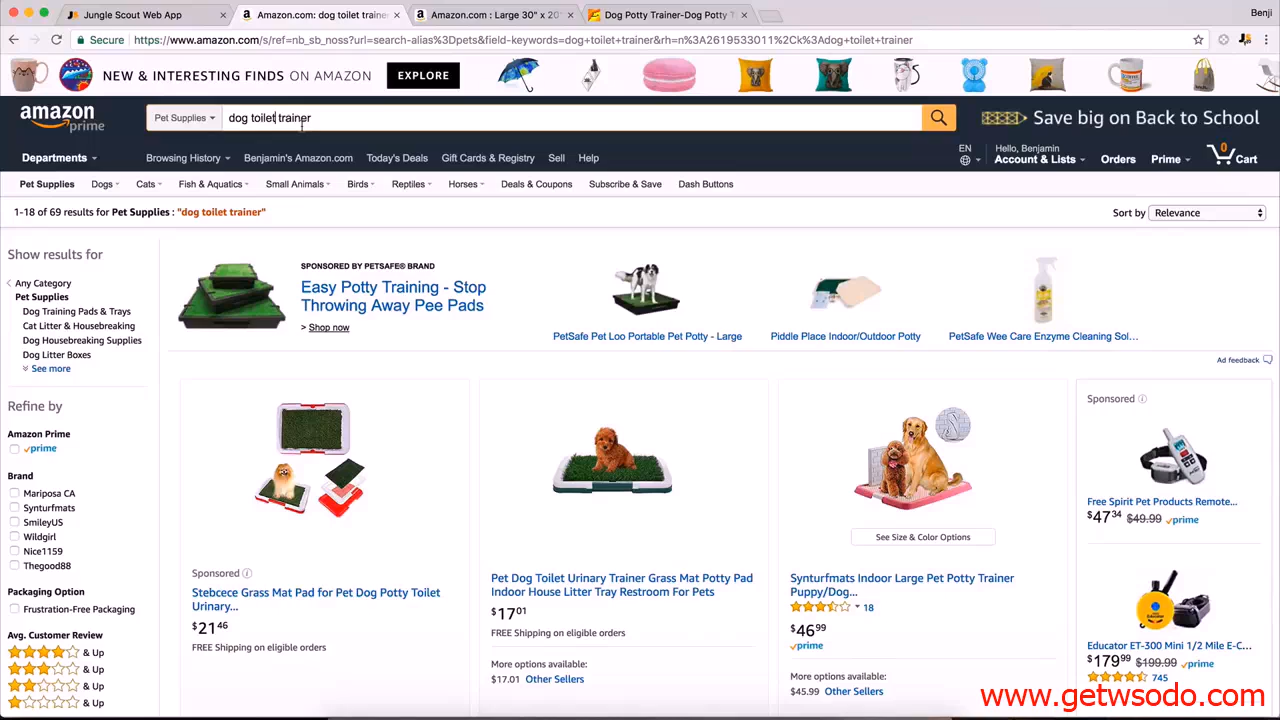 Jungle Scout Web App
Amazon.com: dog toilet traine
Amazon.com : Large 30" x 20"
Dog Potty Trainer-Dog Potty T
Benji
Secure
https://www.amazon.com/s/ref=nb_sb_noss?url=search-alias%3Dpets&field-keywords=dog+toilet+trainer&rh=n%3A2619533011%2Ck%3Adog+toilet+trainer
NEW & INTERESTING FINDS ON AMAZON
EXPLORE
amazon prime
Pet Supplies
dog toilet trainer
Save big on Back to School
Departments
Browsing History
Benjamin's Amazon.com
Today's Deals
Gift Cards & Registry
Sell
Help
EN
Hello, Benjamin
Account & Lists
Orders
Prime
0
Cart
Pet Supplies
Dogs
Cats
Fish & Aquatics
Small Animals
Birds
Reptiles
Horses
Deals & Coupons
Subscribe & Save
Dash Buttons
1-18 of 69 results for Pet Supplies : "dog toilet trainer"
Sort by
Relevance
Show results for
Any Category
Pet Supplies
Dog Training Pads & Trays
Cat Litter & Housebreaking
Dog Housebreaking Supplies
Dog Litter Boxes
See more
Refine by
Amazon Prime
prime
Brand
Mariposa CA
Synturfmats
SmileyUS
Wildgirl
Nice1159
Thegood88
Packaging Option
Frustration-Free Packaging
Avg. Customer Review
& Up
& Up
& Up
& Up
SPONSORED BY PETSAFE® BRAND
Easy Potty Training - Stop
Throwing Away Pee Pads
> Shop now
PetSafe Pet Loo Portable Pet Potty - Large
Piddle Place Indoor/Outdoor Potty
PetSafe Wee Care Enzyme Cleaning Sol…
Ad feedback
Sponsored
Stebcece Grass Mat Pad for Pet Dog Potty Toilet
Urinary...
$21 46
FREE Shipping on eligible orders
Pet Dog Toilet Urinary Trainer Grass Mat Potty Pad
Indoor House Litter Tray Restroom For Pets
$17 01
FREE Shipping on eligible orders
More options available:
$17.01 Other Sellers
See Size & Color Options
Synturfmats Indoor Large Pet Potty Trainer
Puppy/Dog...
18
$46 99
prime
More options available:
$45.99 Other Sellers
Sponsored
Free Spirit Pet Products Remote...
$47 34 $49.99 prime
Educator ET-300 Mini 1/2 Mile E-C...
$179 99 $199.99 prime
745
www.getwsodo.com